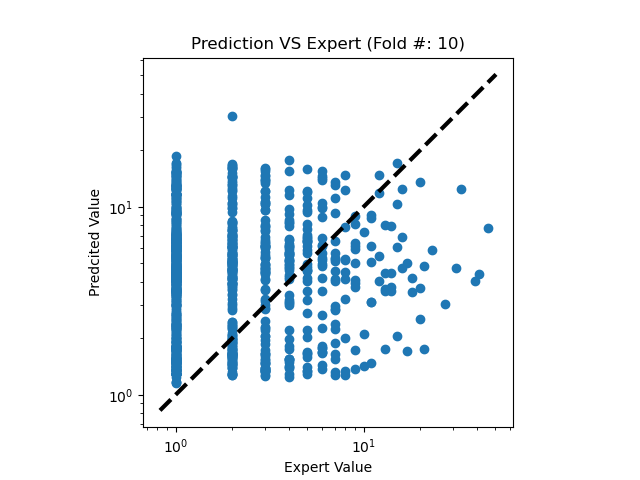 Prediction VS Expert (Fold #: 10)
Predcited Value
10¹
10⁰
10⁰
10¹
Expert Value